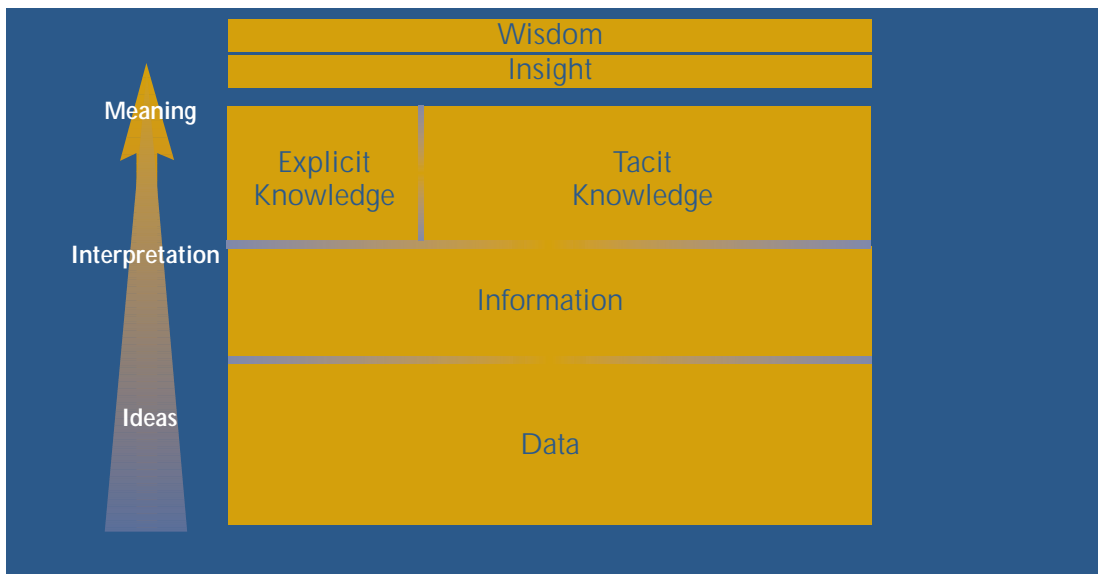 Wisdom
Insight
Meaning
Explicit
Knowledge
Tacit
Knowledge
Interpretation
Information
Ideas
Data